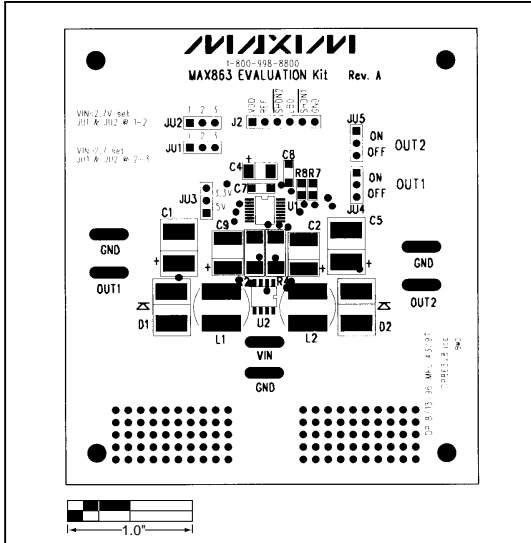 MAXIM
1-800-998-8800
MAX863 EVALUATION Kit Rev. A
VIN<2.7V set
JU1 & JU2 @ 1-2
1 2 3
JU2
VDD REF SHDN2 LBO SHDN1 GND
J2
JU5
ON
OFF
OUT2
VIN>2.7 set
JU1 & JU2 @ 2-3
1 2 3
JU1
C4 +
C8
R8 R7
ON
OFF
OUT1
JU4
JU3
3.3V
5V
C7
U1
C1
C9
C2
C5
+ + + +
GND
OUT1
GND
OUT2
D1
L1
U2
L2
D2
VIN
GND
1.0"